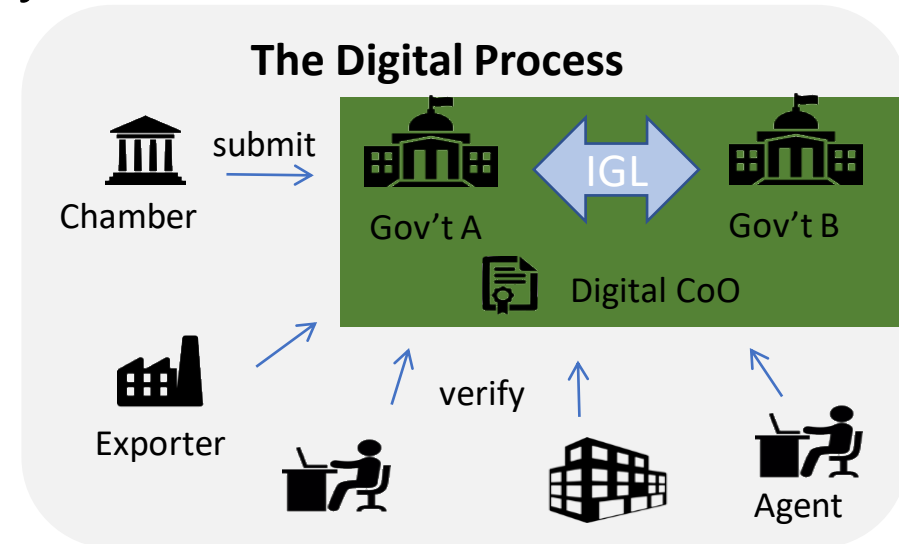 The Digital Process
submit
IGL
Chamber
Gov't A
Gov't B
Digital CoO
verify
Exporter
Agent